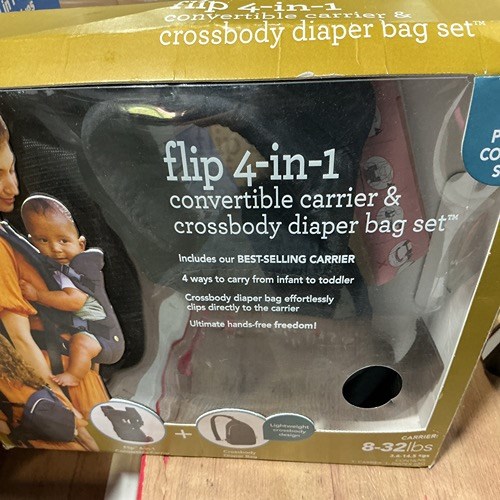 flip 4-in-1
convertible carrier &
crossbody diaper bag set™
flip 4-in-1
convertible carrier &
crossbody diaper bag set™
Includes our BEST-SELLING CARRIER
4 ways to carry from infant to toddler
Crossbody diaper bag effortlessly
clips directly to the carrier
Ultimate hands-free freedom!
+
Lightweight
crossbody
design
CARRIER:
8-32lbs